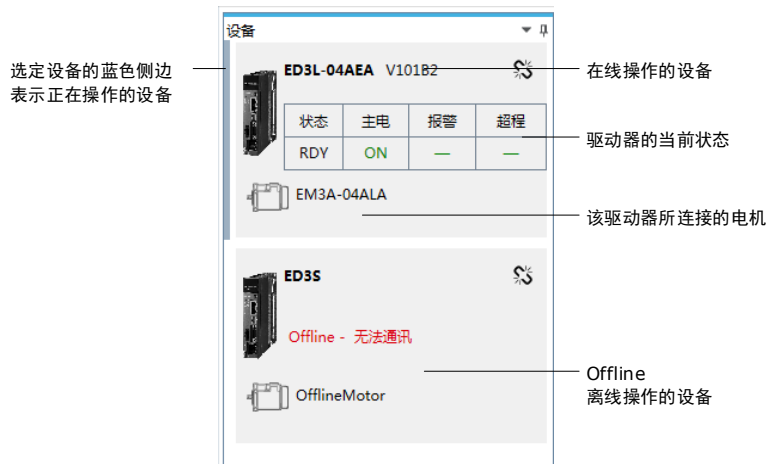 设备
ED3L-04AEA V101B2
状态 主电 报警 超程
RDY ON — —
EM3A-04ALA
ED3S
Offline - 无法通讯
OfflineMotor
选定设备的蓝色侧边
表示正在操作的设备
在线操作的设备
驱动器的当前状态
该驱动器所连接的电机
Offline
离线操作的设备